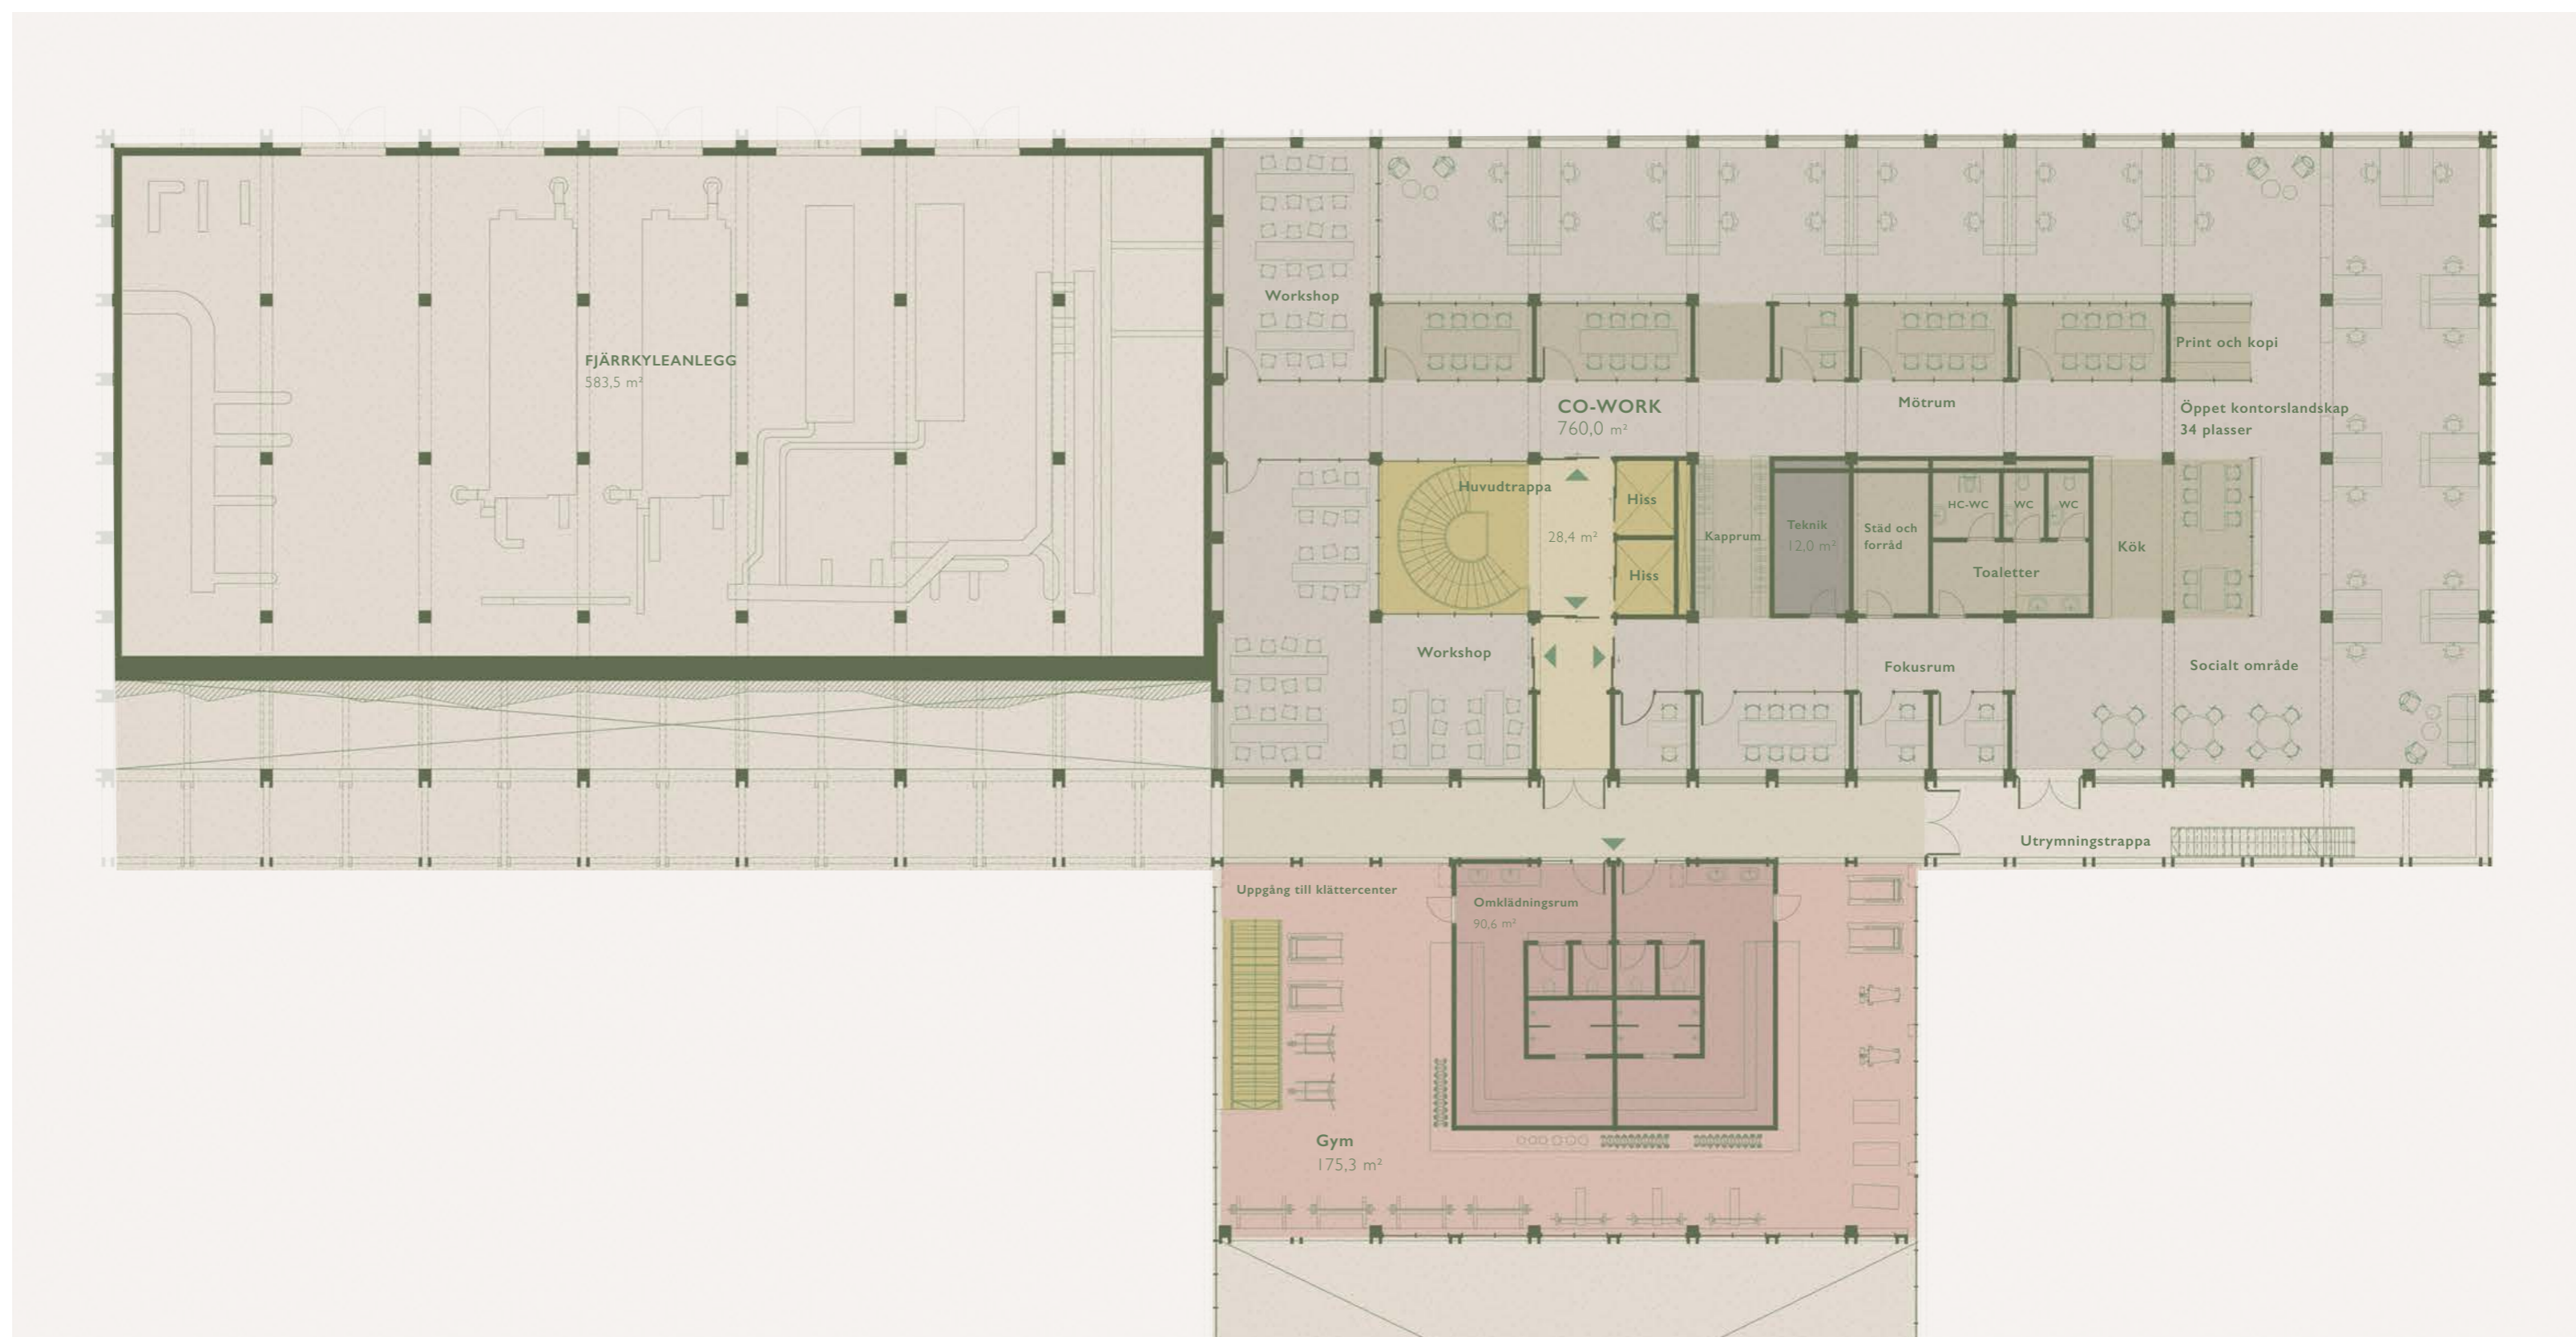 Workshop
Print och kopi
FJÄRRKYLEANLEGG
583,5 m²
CO-WORK
760,0 m²
Mötrum
Öppet kontorslandskap
34 plasser
Huvudtrappa
Hiss
28,4 m²
Hiss
Kapprum
Teknik
12,0 m²
Städ och
förråd
HC-WC
WC
WC
Toaletter
Kök
Workshop
Fokusrum
Socialt område
Utrymningstrappa
Uppgång till klättercenter
Omklädningsrum
90,6 m²
Gym
175,3 m²